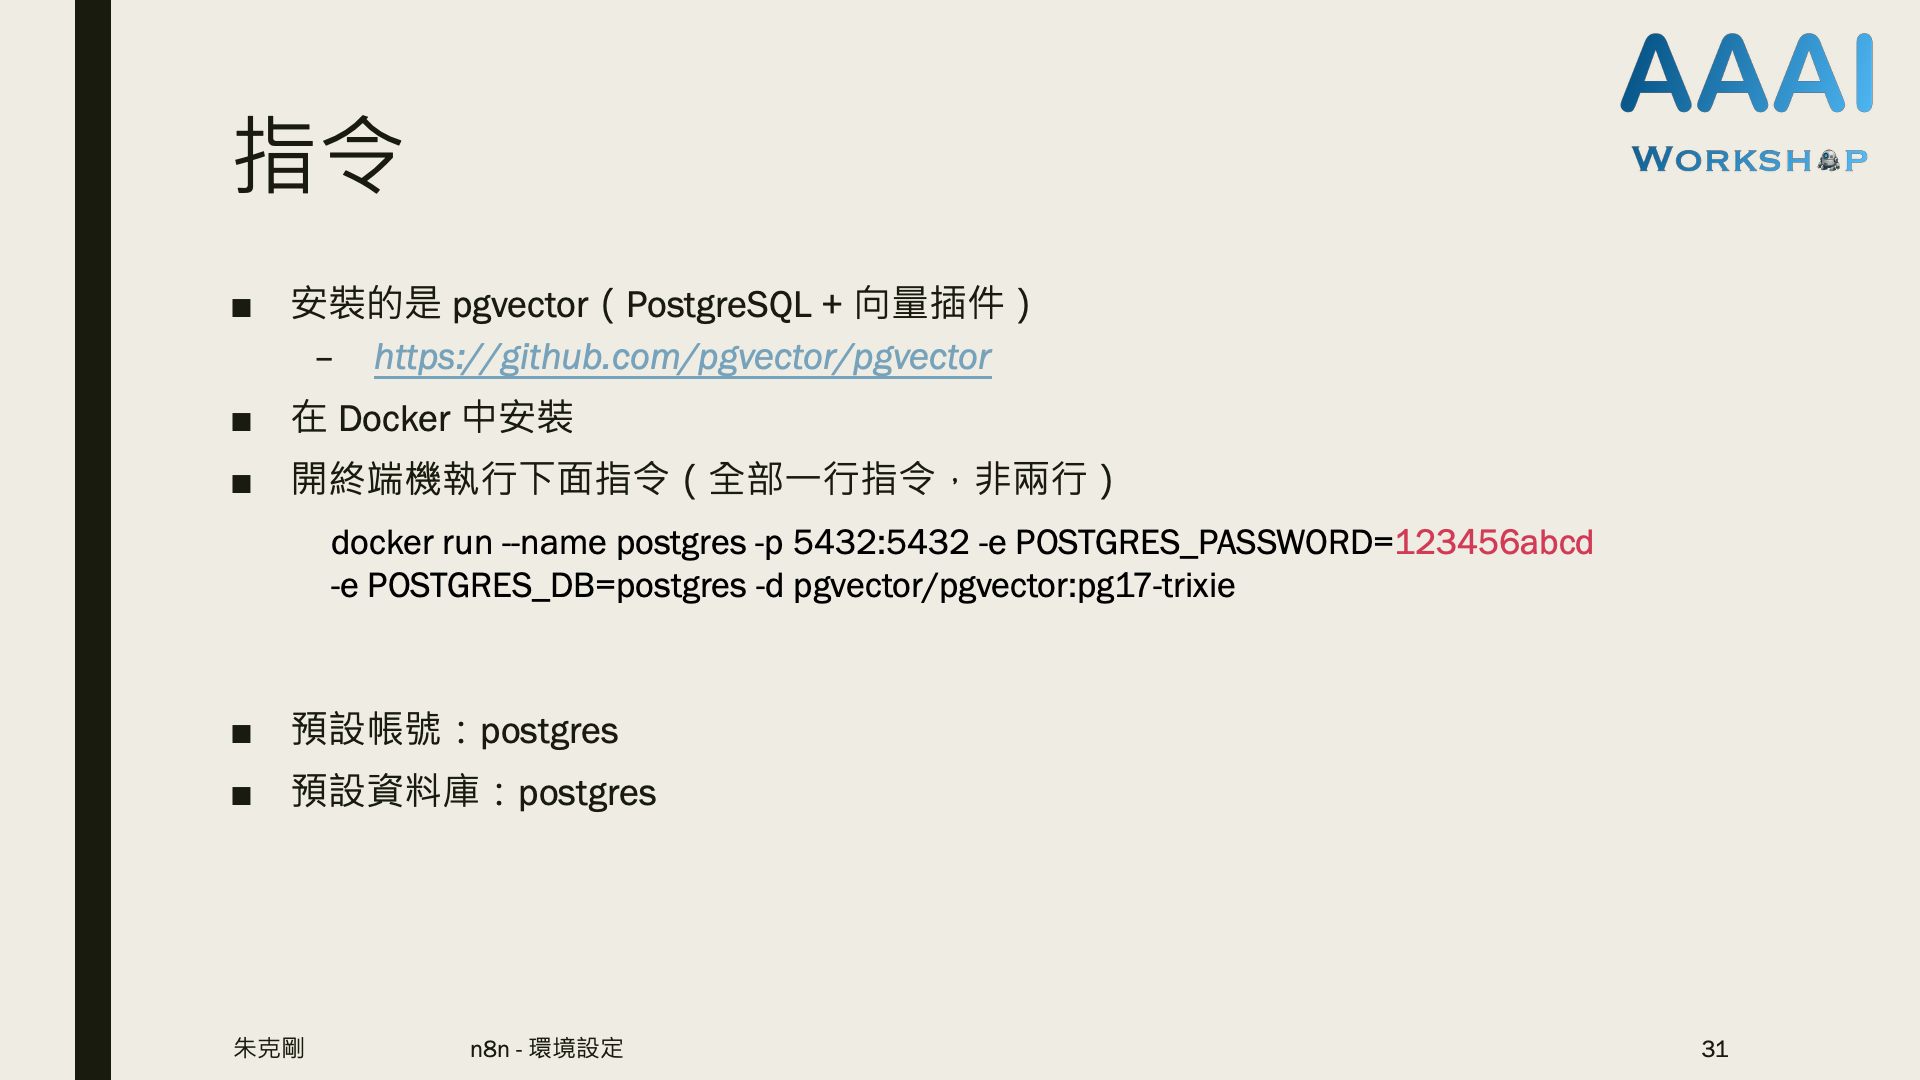 AAAI
WORKSHOP
指令
■ 安裝的是 pgvector（PostgreSQL + 向量插件）
– https://github.com/pgvector/pgvector
■ 在 Docker 中安裝
■ 開終端機執行下面指令（全部一行指令，非兩行）
docker run --name postgres -p 5432:5432 -e POSTGRES_PASSWORD=123456abcd
-e POSTGRES_DB=postgres -d pgvector/pgvector:pg17-trixie
■ 預設帳號：postgres
■ 預設資料庫：postgres
朱克剛 n8n - 環境設定 31